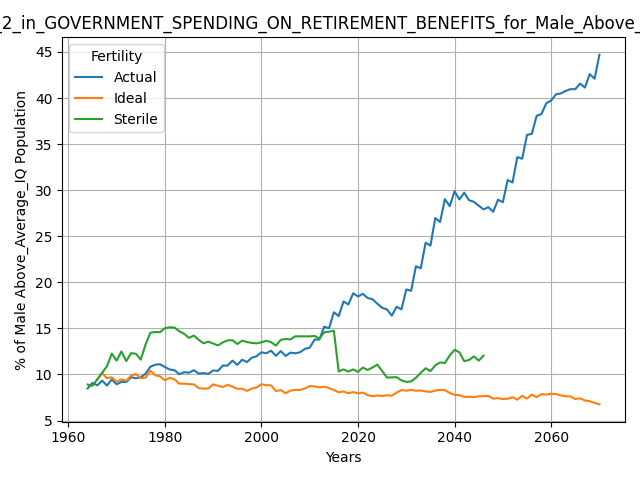 _2_in_GOVERNMENT_SPENDING_ON_RETIREMENT_BENEFITS_for_Male_Above_
Fertility
Actual
Ideal
Sterile
% of Male Above_Average_IQ Population
45
40
35
30
25
20
15
10
5
1960 1980 2000 2020 2040 2060
Years